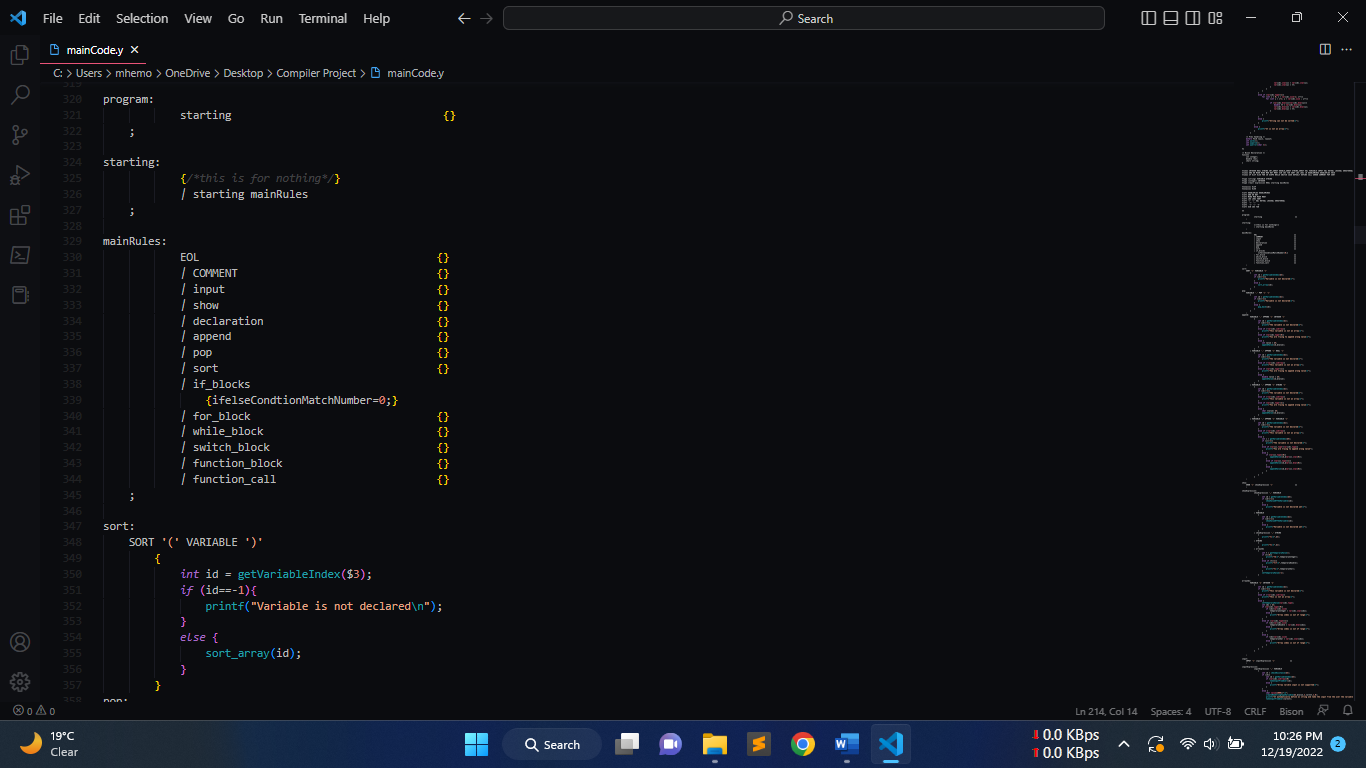 File Edit Selection View Go Run Terminal Help Search
mainCode.y
C: > Users > mhemo > OneDrive > Desktop > Compiler Project > mainCode.y
319
320 program:
321 starting {}
322 ;
323
324 starting:
325 {/*this is for nothing*/}
326 | starting mainRules
327 ;
328
329 mainRules:
330 EOL {}
331 | COMMENT {}
332 | input {}
333 | show {}
334 | declaration {}
335 | append {}
336 | pop {}
337 | sort {}
338 | if_blocks
339 {ifelseCondtionMatchNumber=0;}
340 | for_block {}
341 | while_block {}
342 | switch_block {}
343 | function_block {}
344 | function_call {}
345 ;
346
347 sort:
348 SORT '(' VARIABLE ')'
349 {
350 int id = getVariableIndex($3);
351 if (id==-1){
352 printf("Variable is not declared\n");
353 }
354 else {
355 sort_array(id);
356 }
357 }
358 pop:
0 0 Ln 214, Col 14 Spaces: 4 UTF-8 CRLF Bison
19°C
Clear
Search
0.0 KBps
0.0 KBps
10:26 PM
12/19/2022
2